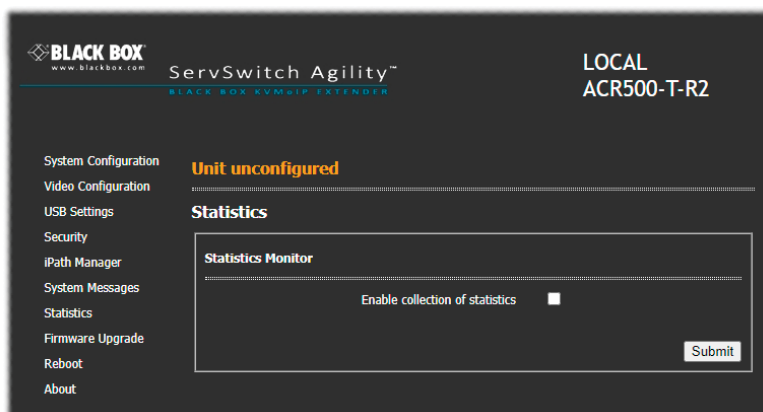 BLACK BOX
www.blackbox.com
ServSwitch Agility™
BLACK BOX KVMoIP EXTENDER
LOCAL
ACR500-T-R2
System Configuration
Video Configuration
USB Settings
Security
iPath Manager
System Messages
Statistics
Firmware Upgrade
Reboot
About
Unit unconfigured
Statistics
Statistics Monitor
Enable collection of statistics
Submit